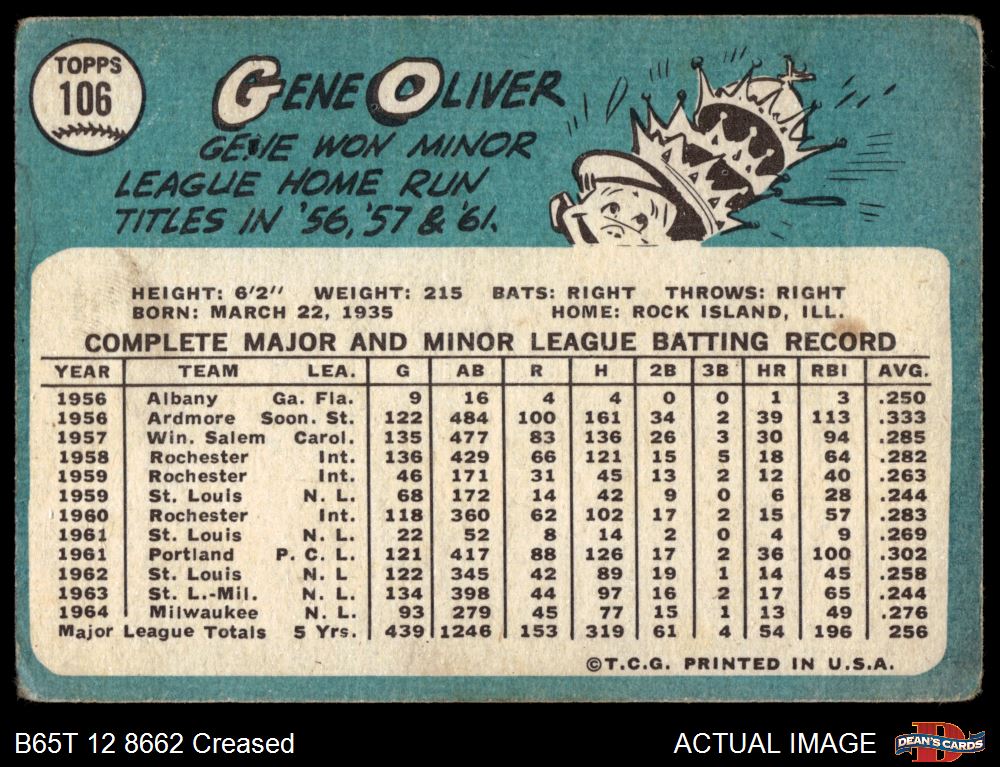 TOPPS
106
GENE OLIVER
GENE WON MINOR
LEAGUE HOME RUN
TITLES IN '56, '57 & '61.
HEIGHT: 6'2" WEIGHT: 215 BATS: RIGHT THROWS: RIGHT
BORN: MARCH 22, 1935 HOME: ROCK ISLAND, ILL.
COMPLETE MAJOR AND MINOR LEAGUE BATTING RECORD
YEAR TEAM LEA. G AB R H 2B 3B HR RBI AVG.
1956 Albany Ga. Fla. 9 16 4 4 0 0 1 3 .250
1956 Ardmore Soon. St. 122 484 100 161 34 2 39 113 .333
1957 Win. Salem Carol. 135 477 83 136 26 3 30 94 .285
1958 Rochester Int. 136 429 66 121 15 5 18 64 .282
1959 Rochester Int. 46 171 31 45 13 2 12 40 .263
1959 St. Louis N. L. 68 172 14 42 9 0 6 28 .244
1960 Rochester Int. 118 360 62 102 17 2 15 57 .283
1961 St. Louis N. L. 22 52 8 14 2 0 4 9 .269
1961 Portland P. C. L. 121 417 88 126 17 2 36 100 .302
1962 St. Louis N. L 122 345 42 89 19 1 14 45 .258
1963 St. L.-Mil. N. L. 134 398 44 97 16 2 17 65 .244
1964 Milwaukee N. L. 93 279 45 77 15 1 13 49 .276
Major League Totals 5 Yrs. 439 1246 153 319 61 4 54 196 .256
©T.C.G. PRINTED IN U.S.A.
B65T 12 8662 Creased ACTUAL IMAGE
DEAN'S CARDS